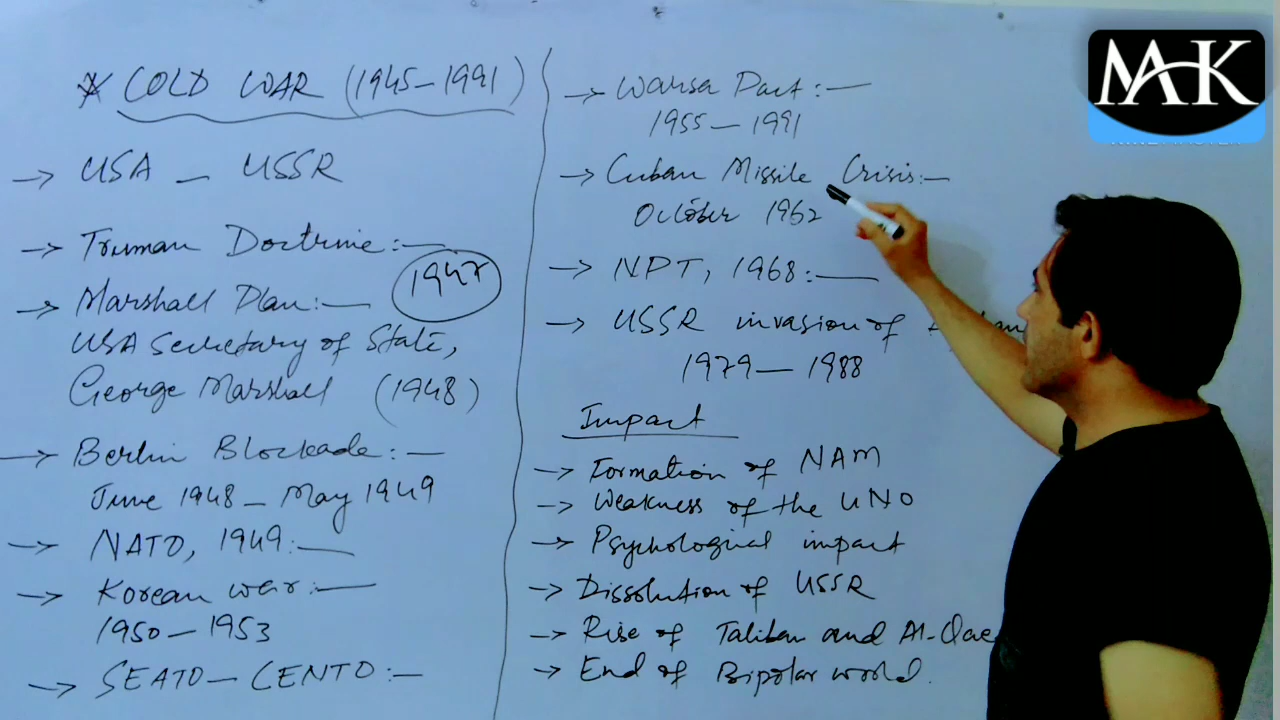 * COLD WAR (1945-1991)
→ USA - USSR
→ Truman Doctrine:-
1947
→ Marshall Plan:-
USA Secretary of State,
George Marshall (1948)
→ Berlin Blockade:-
June 1948 - May 1949
→ NATO, 1949:-
→ Korean war:-
1950-1953
→ SEATO-CENTO:-
→ Warsa Pact:-
1955-1991
→ Cuban Missile Crisis:-
October 1962
→ NPT, 1968:-
→ USSR invasion of
1979-1988
Impact
→ Formation of NAM
→ Weakness of the UNO
→ Psychological impact
→ Dissolution of USSR
→ Rise of Taliban and Al-Qae
→ End of Bipolar world.
MAK